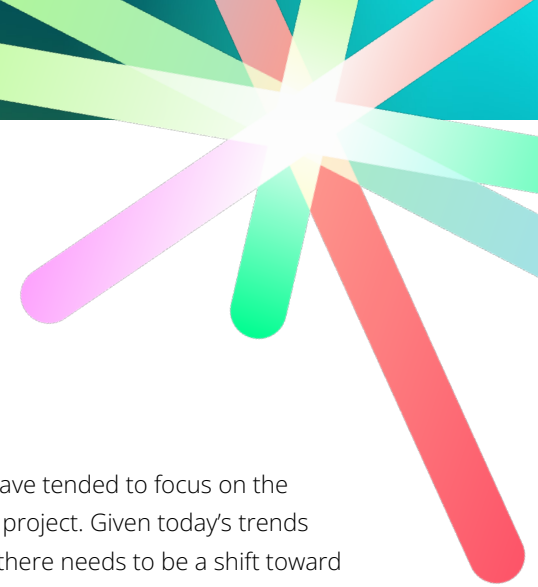 ave tended to focus on the
project. Given today’s trends
there needs to be a shift toward